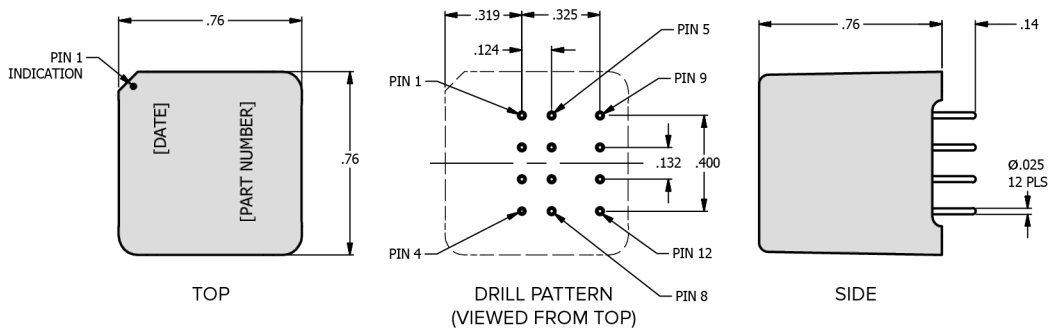 .76
PIN 1
INDICATION
[DATE]
[PART NUMBER]
.76
TOP
.319
.325
.124
PIN 5
PIN 1
PIN 9
.132
.400
PIN 4
PIN 12
PIN 8
DRILL PATTERN
(VIEWED FROM TOP)
.76
.14
Ø.025
12 PLS
SIDE